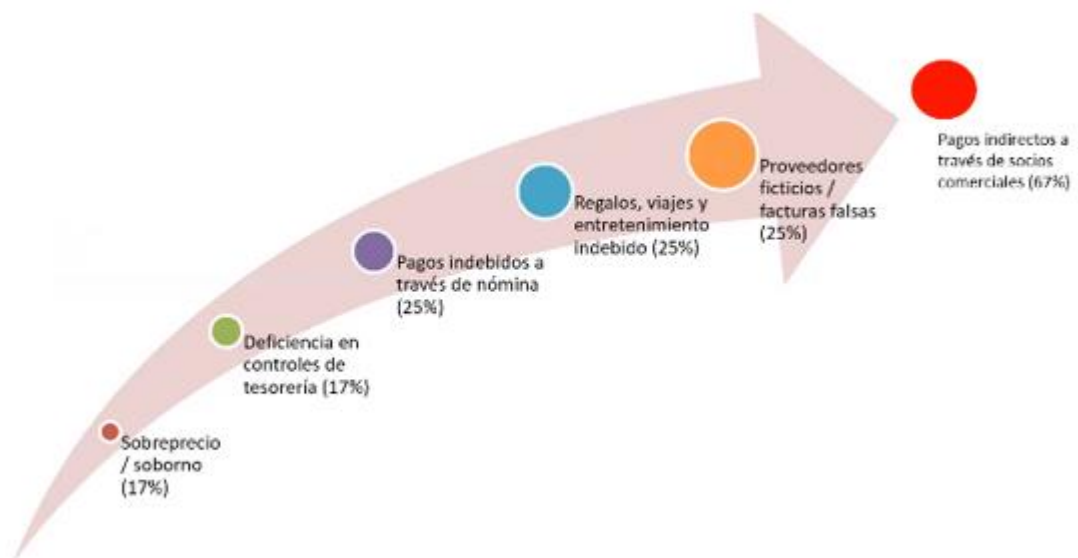 Sobreprecio
/ soborno
(17%)
Deficiencia en
controles de
tesorería (17%)
Pagos indebidos a
través de nómina
(25%)
Regalos, viajes y
entretenimiento
indebido (25%)
Proveedores
ficticios /
facturas falsas
(25%)
Pagos indirectos a
través de socios
comerciales (67%)